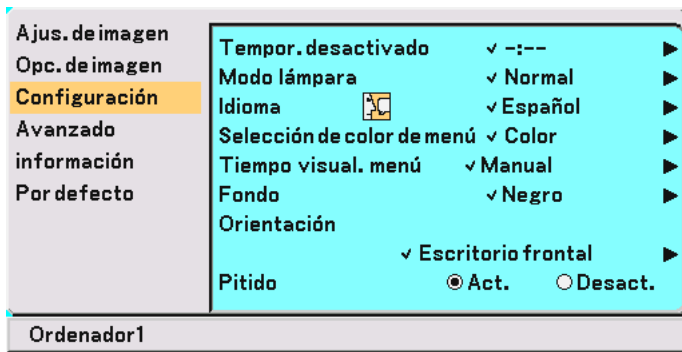 Ajus. de imagen
Opc. de imagen
Configuración
Avanzado
información
Por defecto
Tempor. desactivado ✓ -:--
Modo lámpara ✓ Normal
Idioma ✓ Español
Selección de color de menú ✓ Color
Tiempo visual. menú ✓ Manual
Fondo ✓ Negro
Orientación
✓ Escritorio frontal
Pitido Act. Desact.
Ordenador1